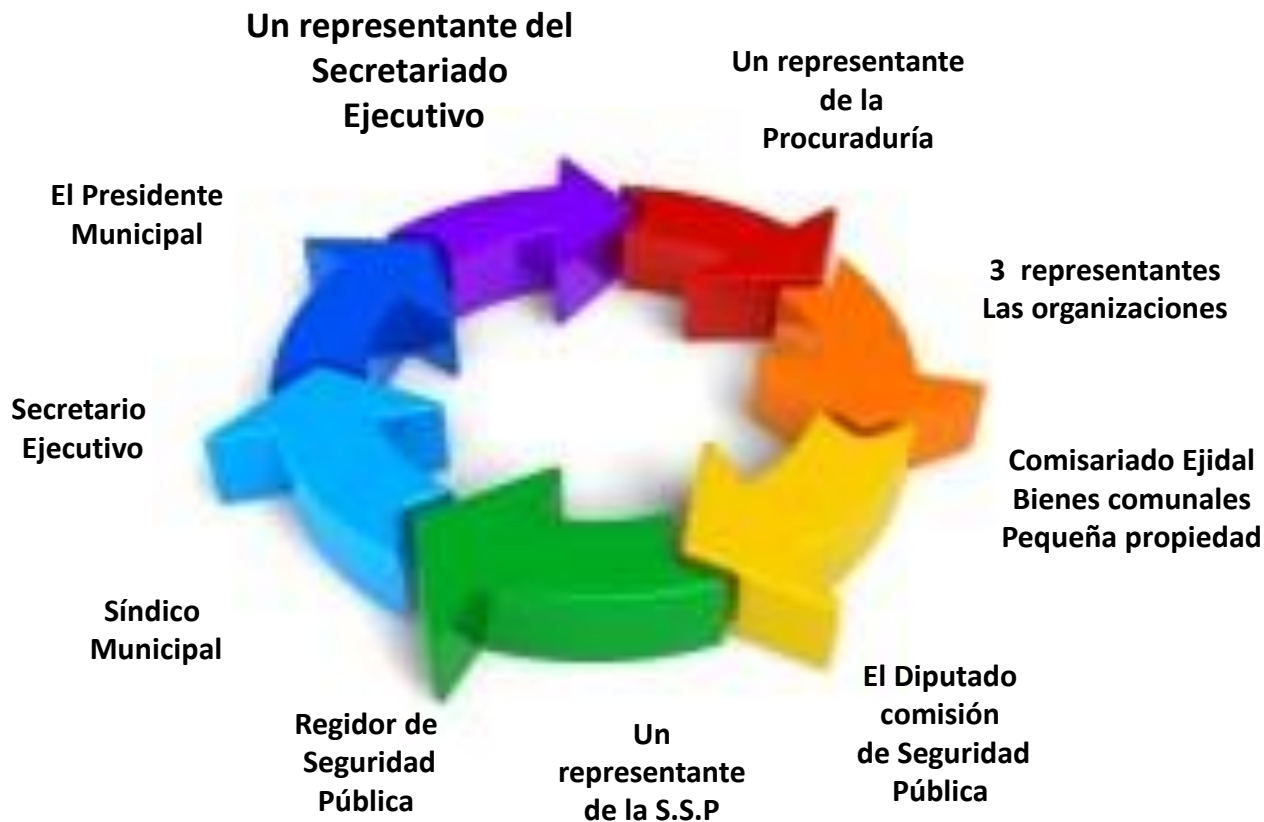 Un representante del
Secretariado
Ejecutivo
Un representante
de la
Procuraduría
El Presidente
Municipal
3 representantes
Las organizaciones
Secretario
Ejecutivo
Comisariado Ejidal
Bienes comunales
Pequeña propiedad
Síndico
Municipal
El Diputado
comisión
de Seguridad
Pública
Regidor de
Seguridad
Pública
Un
representante
de la S.S.P